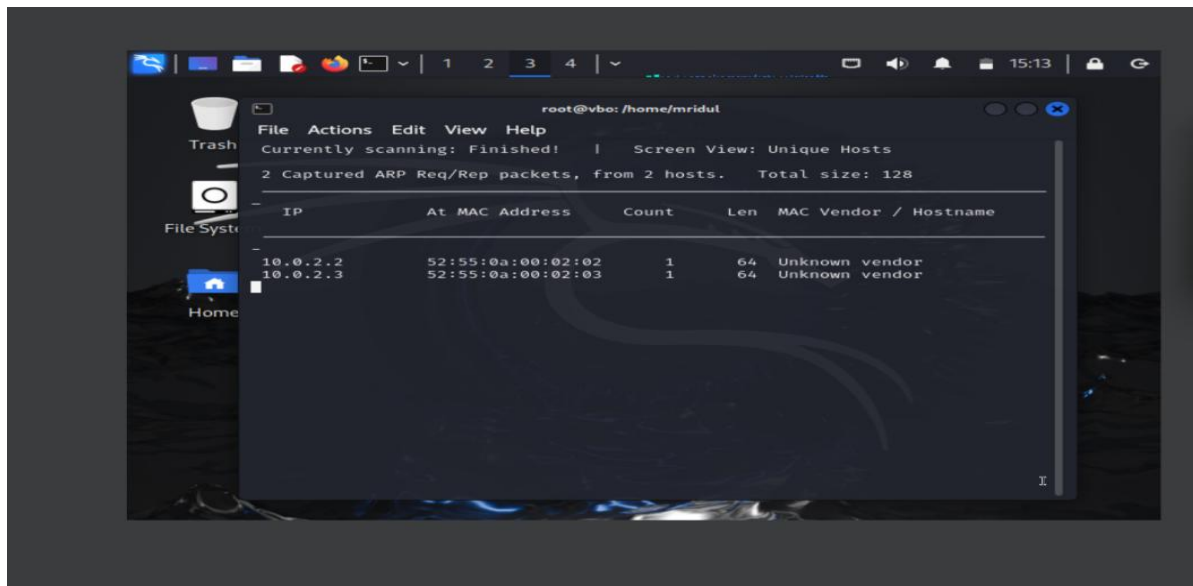 1 2 3 4 15:13
root@vbo: /home/mridul
File Actions Edit View Help
Trash
Currently scanning: Finished! | Screen View: Unique Hosts
2 Captured ARP Req/Rep packets, from 2 hosts. Total size: 128
IP At MAC Address Count Len MAC Vendor / Hostname
File Syste
10.0.2.2 52:55:0a:00:02:02 1 64 Unknown vendor
10.0.2.3 52:55:0a:00:02:03 1 64 Unknown vendor
Home